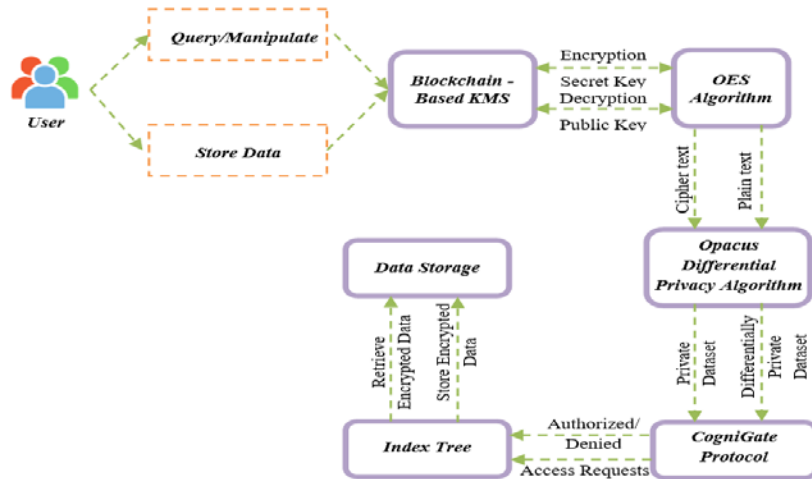 Query/Manipulate
User
Store Data
Blockchain -
Based KMS
Encryption
Secret Key
Decryption
Public Key
OES
Algorithm
Cipher text
Plain text
Opacus
Differential
Privacy Algorithm
Private
Dataset
Differentially
Private
Dataset
CogniGate
Protocol
Authorized/
Denied
Access Requests
Index Tree
Retrieve
Encrypted Data
Store Encrypted
Data
Data Storage